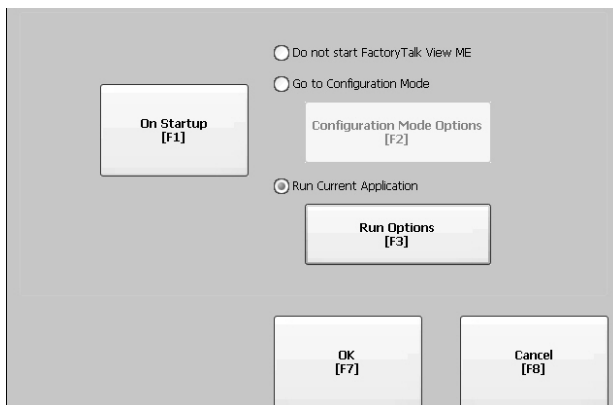 Do not start FactoryTalk View ME
Go to Configuration Mode
On Startup
[F1]
Configuration Mode Options
[F2]
Run Current Application
Run Options
[F3]
OK
[F7]
Cancel
[F8]